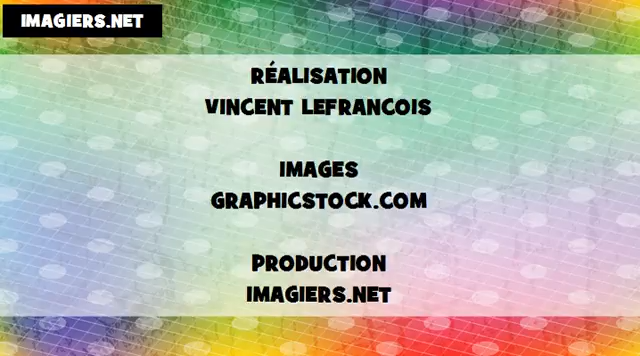 IMAGIERS.NET
RÉALISATION
VINCENT LEFRANCOIS
IMAGES
GRAPHICSTOCK.COM
PRODUCTION
IMAGIERS.NET